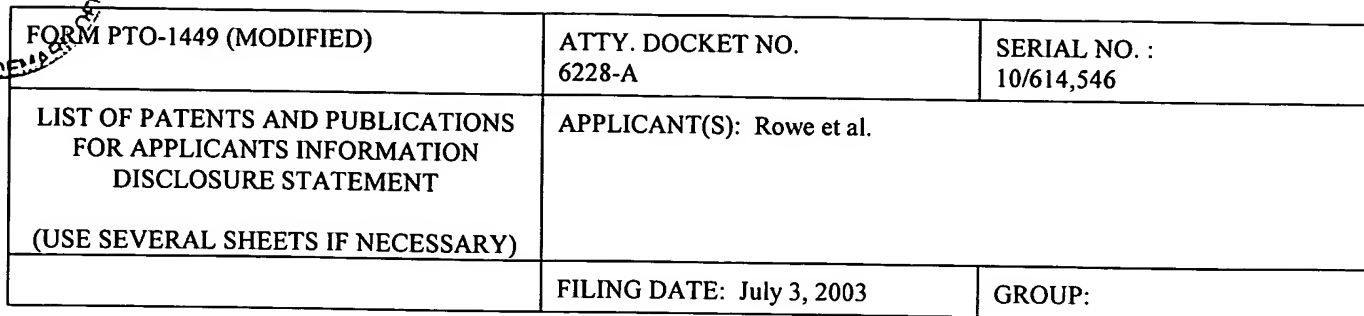 FORM PTO-1449 (MODIFIED)
ATTY. DOCKET NO.
6228-A
SERIAL NO. :
10/614,546
LIST OF PATENTS AND PUBLICATIONS
FOR APPLICANTS INFORMATION
DISCLOSURE STATEMENT
(USE SEVERAL SHEETS IF NECESSARY)
APPLICANT(S): Rowe et al.
FILING DATE: July 3, 2003
GROUP: